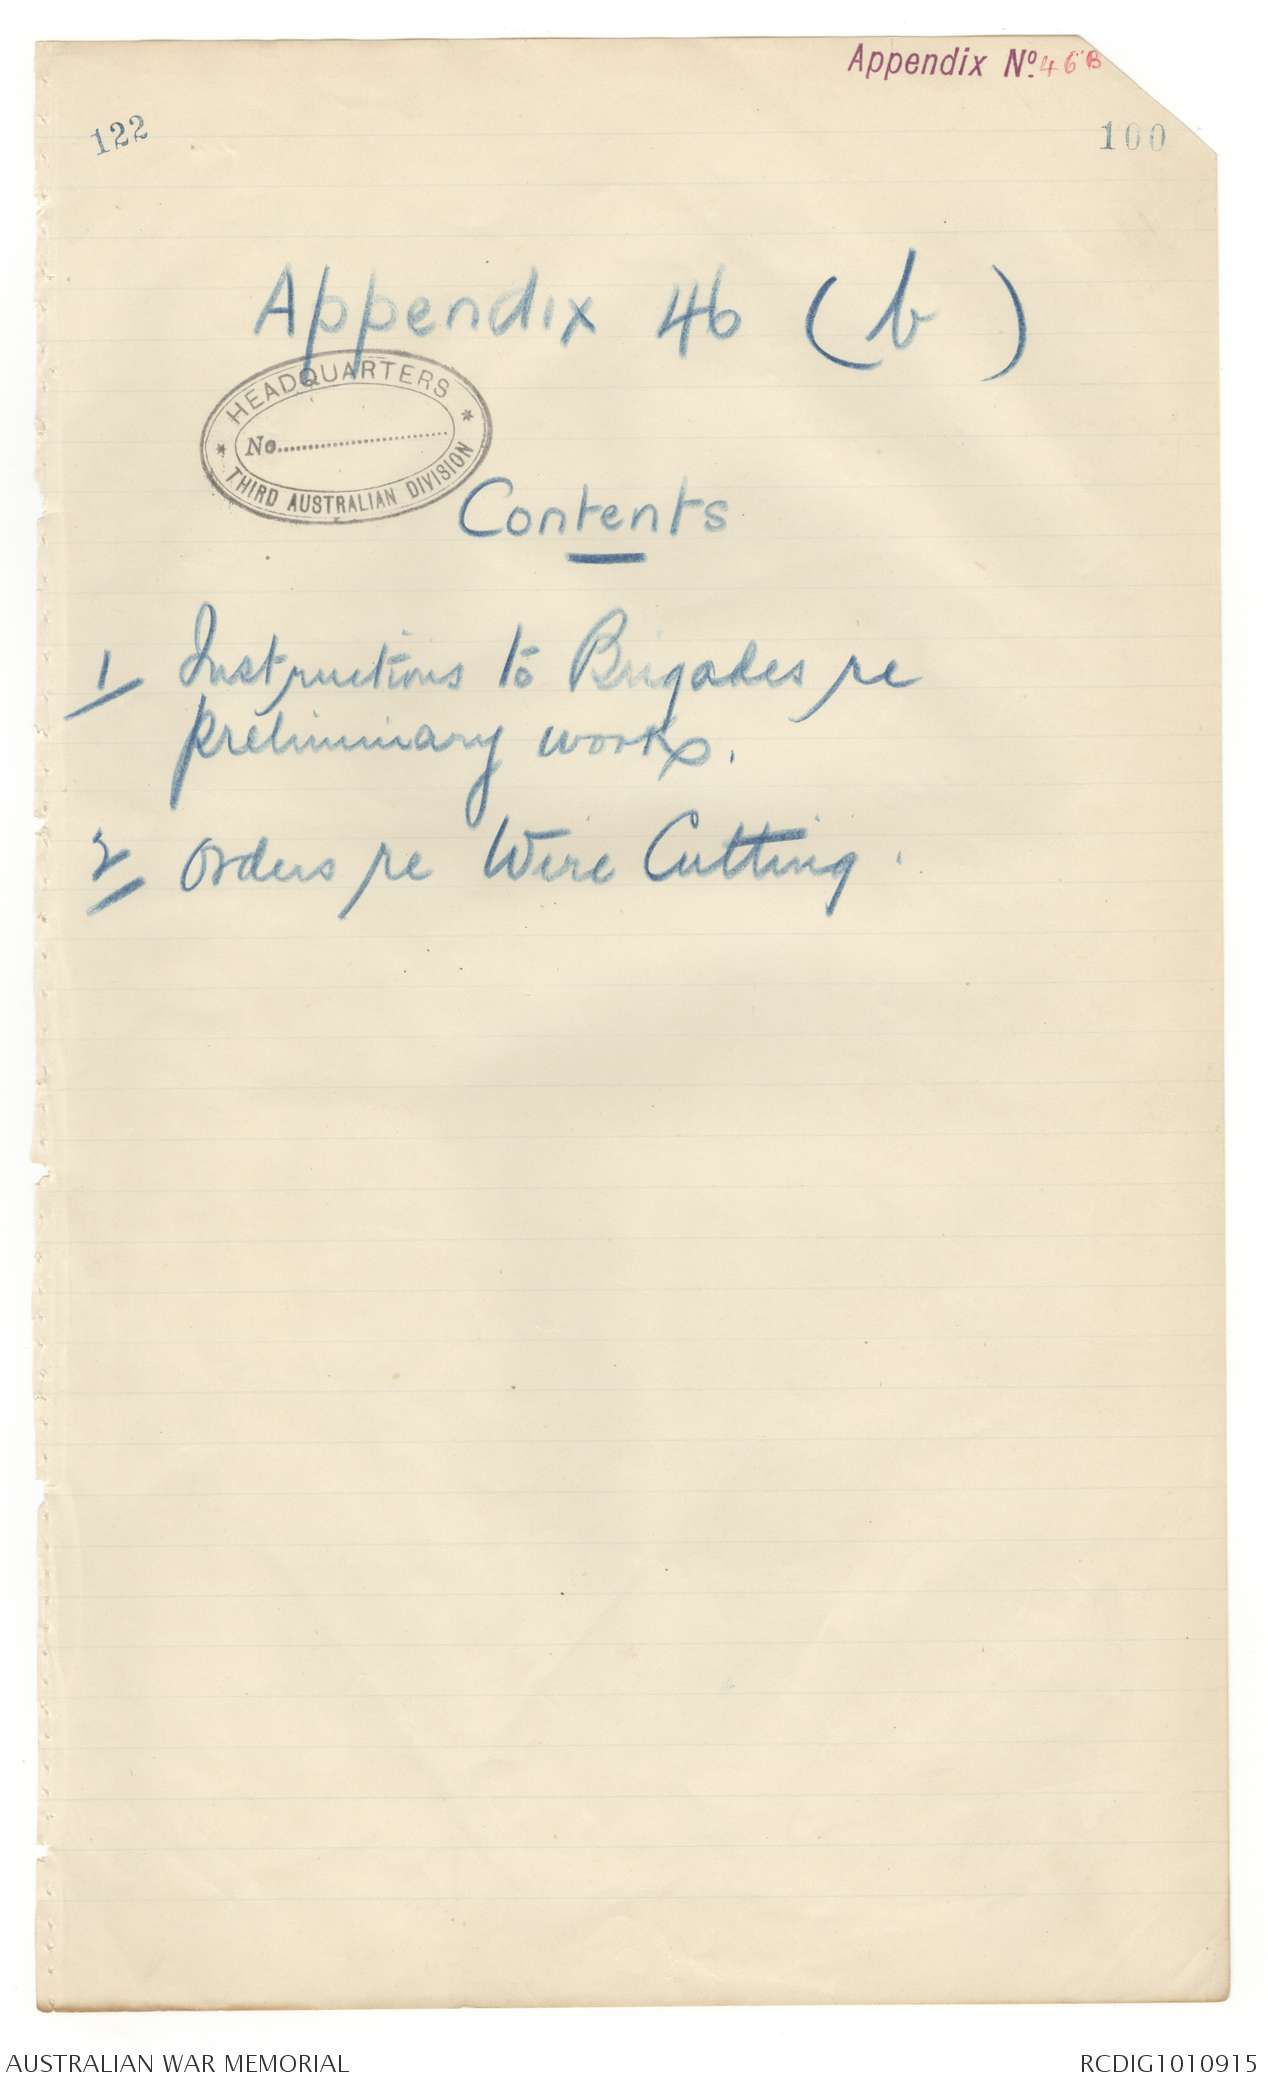 Appendix No. 46B
122
100
Appendix 46 (b)
HEADQUARTERS
No.
THIRD AUSTRALIAN DIVISION
Contents
1/ Instructions to Brigades re
preliminary works.
2/ Orders re Wire Cutting.
AUSTRALIAN WAR MEMORIAL
RCDIG1010915